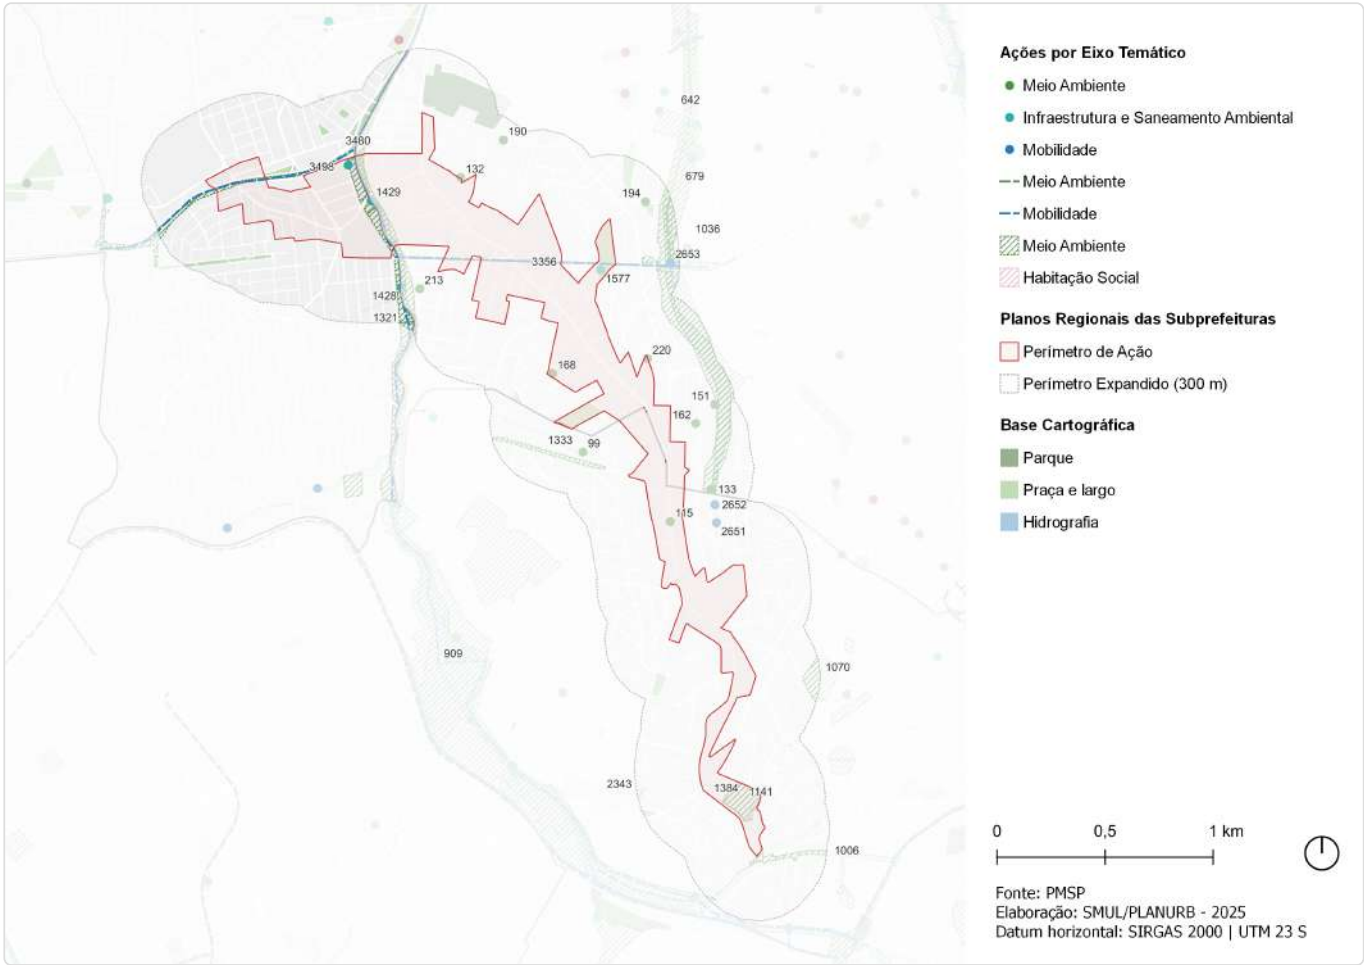 642
3480
190
3498
132
679
1429
194
1036
2653
3356
1577
213
1428
1321
220
168
151
162
1333
99
133
2652
115
2651
909
1070
2343
1384
1141
1006
Ações por Eixo Temático
Meio Ambiente
Infraestrutura e Saneamento Ambiental
Mobilidade
Meio Ambiente
Mobilidade
Meio Ambiente
Habitação Social
Planos Regionais das Subprefeituras
Perímetro de Ação
Perímetro Expandido (300 m)
Base Cartográfica
Parque
Praça e largo
Hidrografia
0 0,5 1 km
Fonte: PMSP
Elaboração: SMUL/PLANURB - 2025
Datum horizontal: SIRGAS 2000 | UTM 23 S